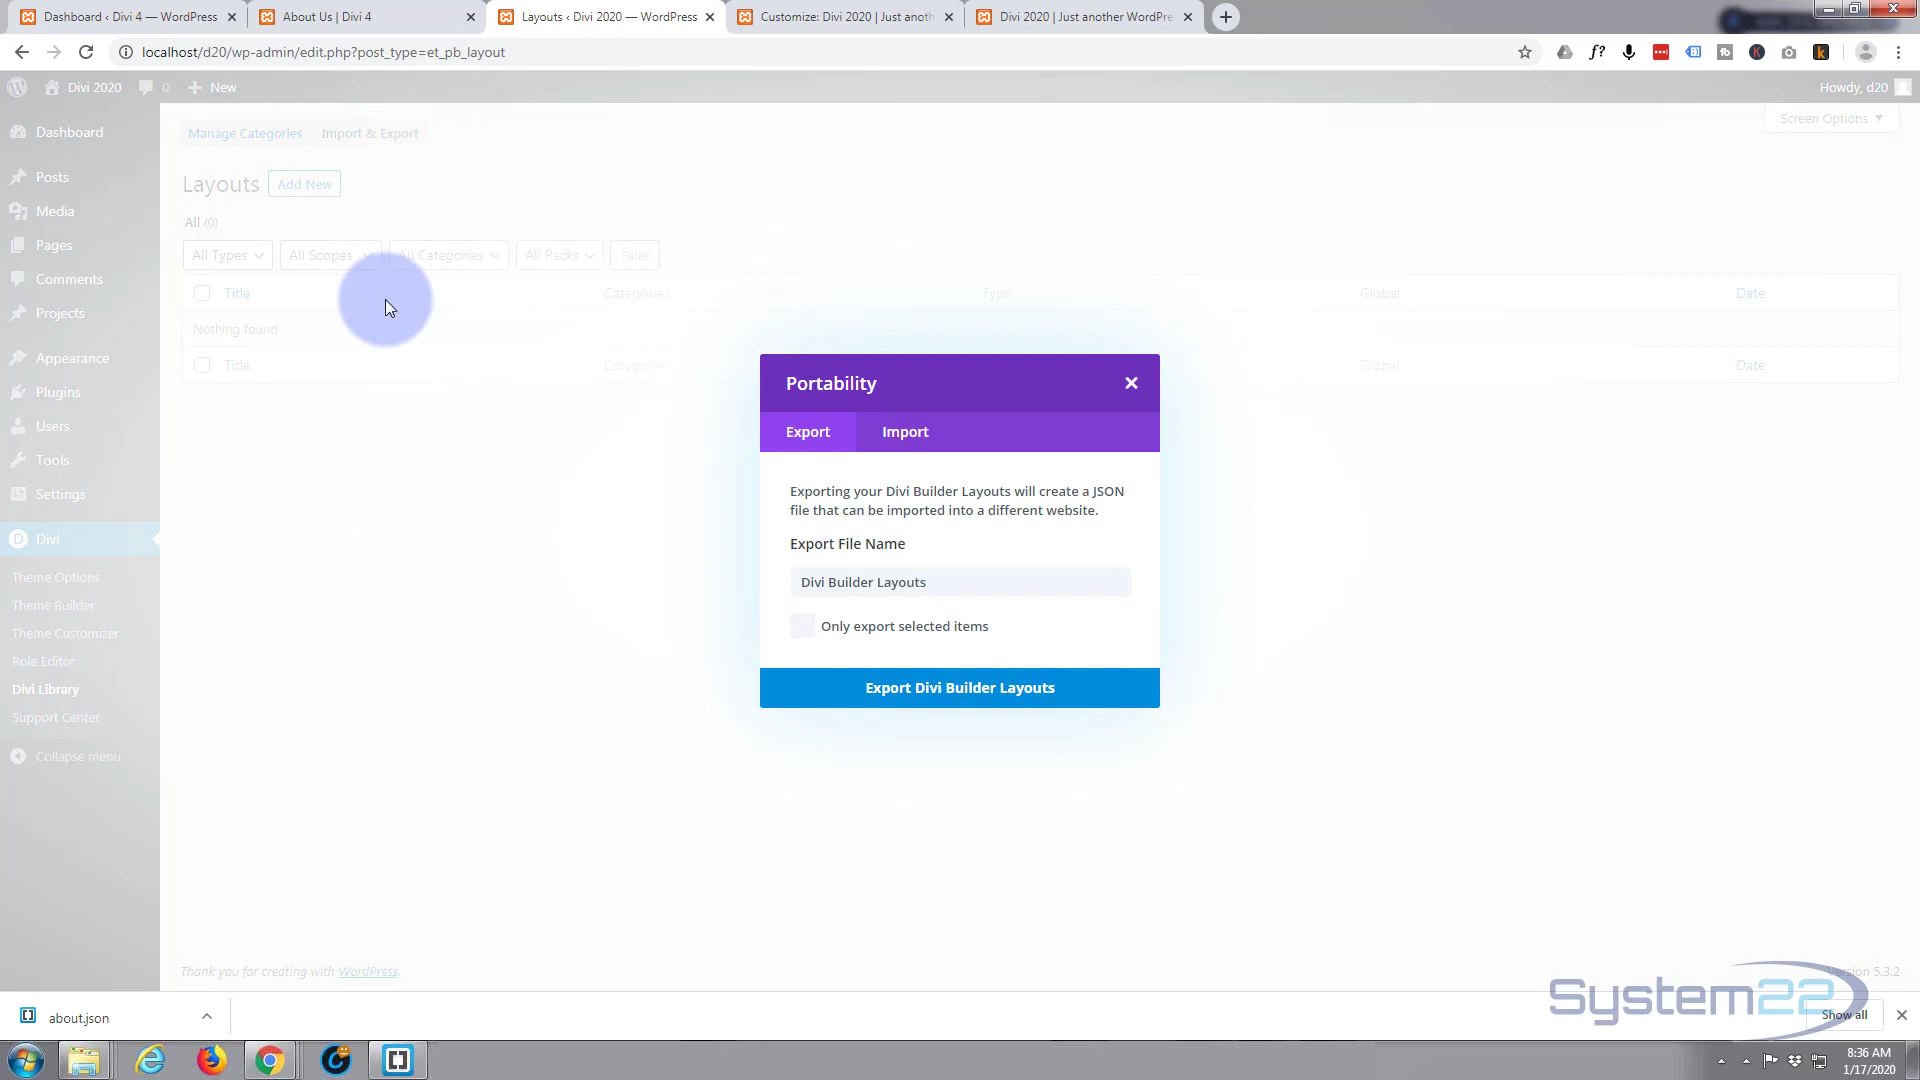 Dashboard ‹ Divi 4 — WordPress
About Us | Divi 4
Layouts ‹ Divi 2020 — WordPress
Customize: Divi 2020 | Just anoth
Divi 2020 | Just another WordPre
localhost/d20/wp-admin/edit.php?post_type=et_pb_layout
Divi 2020
0
New
Howdy, d20
Dashboard
Posts
Media
Pages
Comments
Projects
Appearance
Plugins
Users
Tools
Settings
Divi
Theme Options
Theme Builder
Theme Customizer
Role Editor
Divi Library
Support Center
Collapse menu
Manage Categories
Import & Export
Screen Options
Layouts
Add New
All (0)
All Types
All Scopes
All Categories
All Packs
Filter
Title
Categories
Type
Global
Date
Nothing found
Title
Categories
Global
Date
Portability
Export
Import
Exporting your Divi Builder Layouts will create a JSON
file that can be imported into a different website.
Export File Name
Divi Builder Layouts
Only export selected items
Export Divi Builder Layouts
Thank you for creating with WordPress.
Version 5.3.2
System22
about.json
Show all
8:36 AM
1/17/2020